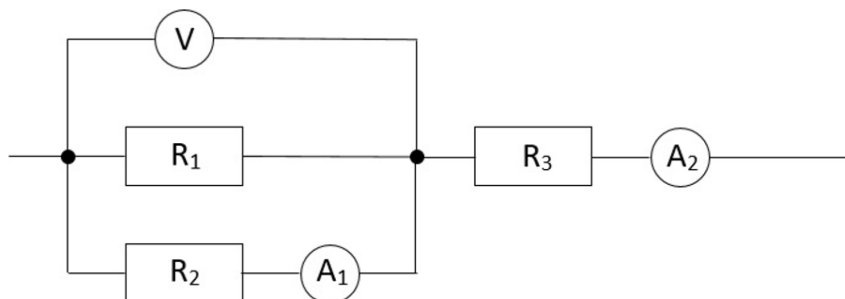 V
R₁
R₃
A₂
R₂
A₁